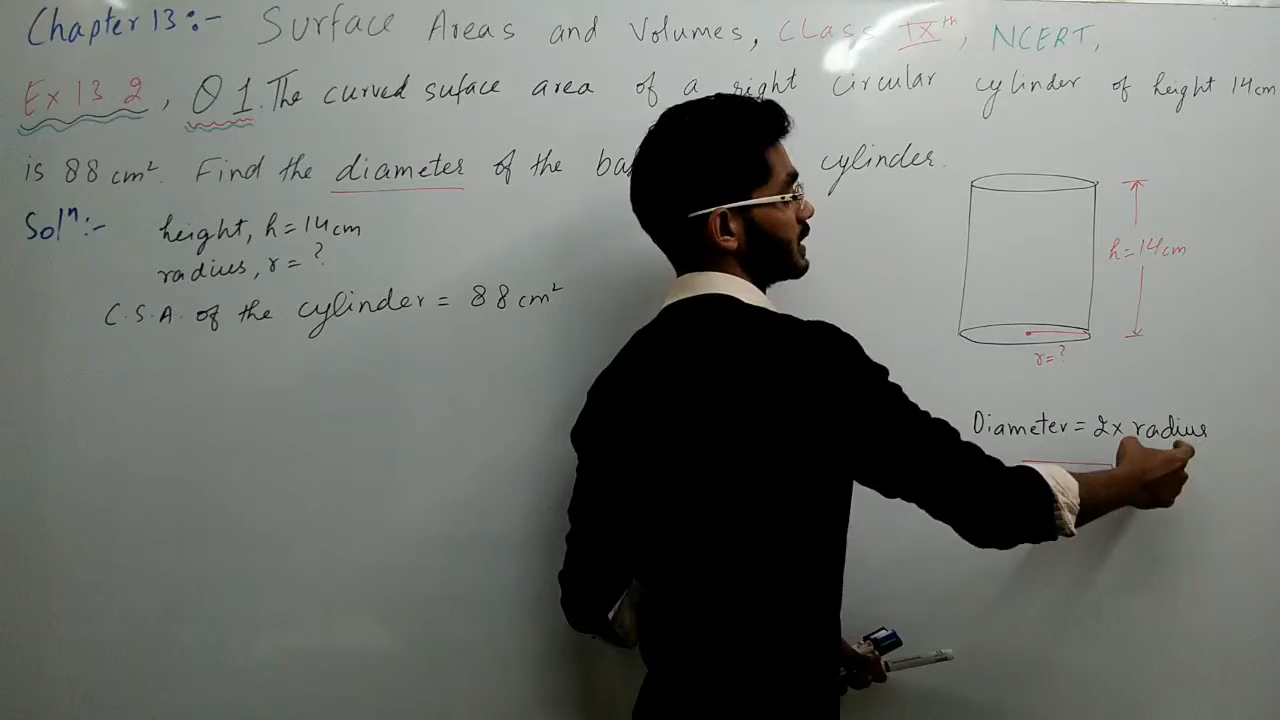 Chapter 13:- Surface Areas and Volumes, CLass IXth, NCERT,
Ex 13.2, Q1. The curved suface area of a right circular cylinder of height 14cm
is 88 cm². Find the diameter of the cylinder.
Solⁿ:- height, h = 14cm
radius, r = ?
C.S.A. of the cylinder = 88 cm²
h = 14cm
r = ?
Diameter = 2 x radius